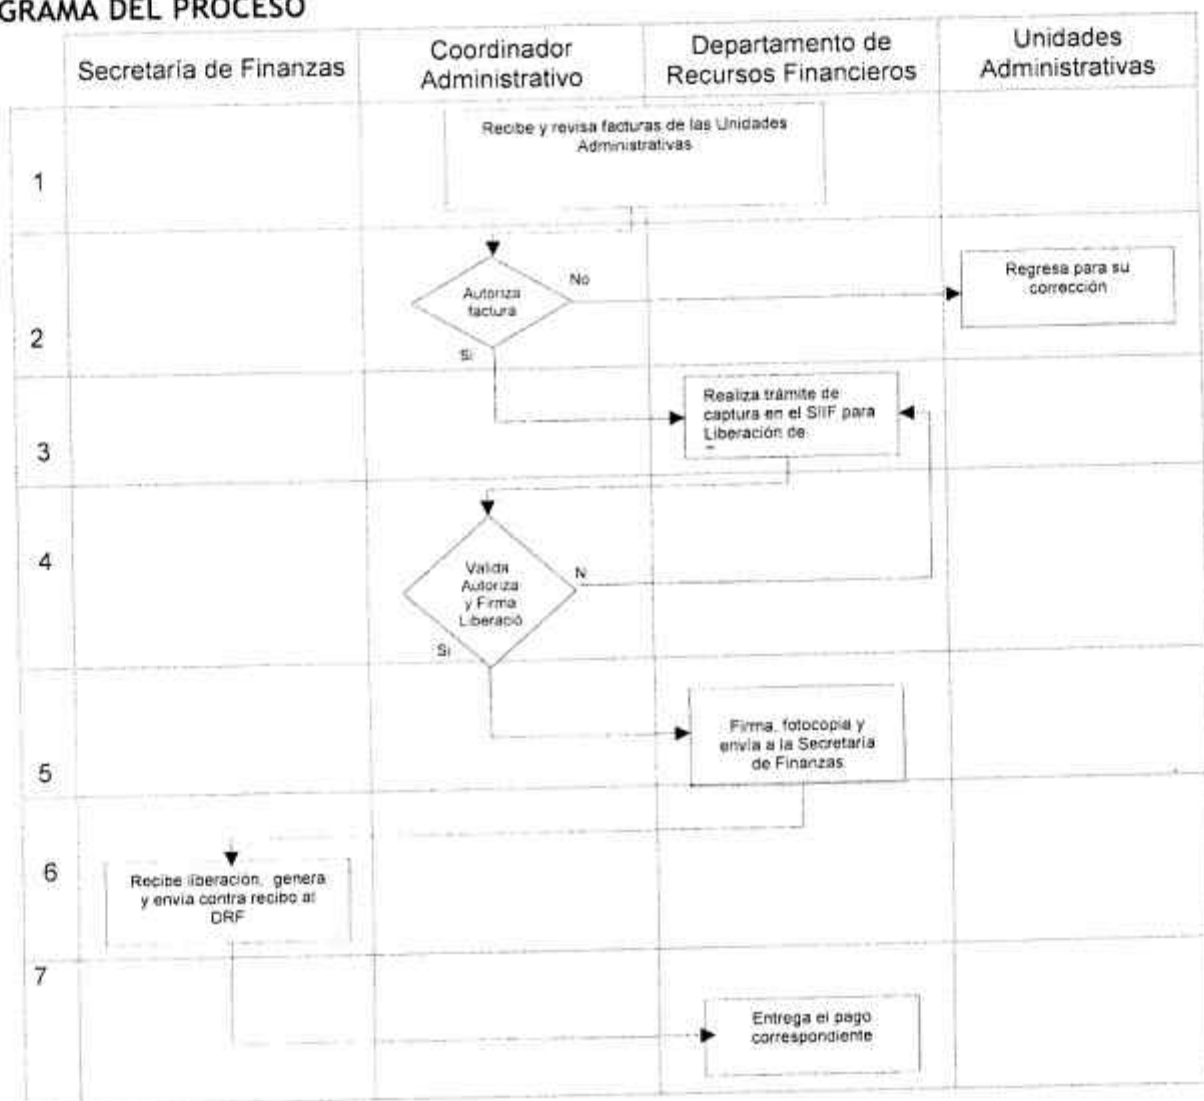 GRAMA DEL PROCESO
Secretaría de Finanzas
Coordinador
Administrativo
Departamento de
Recursos Financieros
Unidades
Administrativas
1
Recibe y revisa facturas de las Unidades
Administrativas
2
Autoriza
factura
No
Si
Regresa para su
corrección
3
Realiza trámite de
captura en el SIIF para
Liberación de
4
Valida
Autoriza
y Firma
Liberació
N
Si
5
Firma, fotocopia y
envía a la Secretaría
de Finanzas
6
Recibe liberación, genera
y envía contra recibo al
DRF
7
Entrega el pago
correspondiente